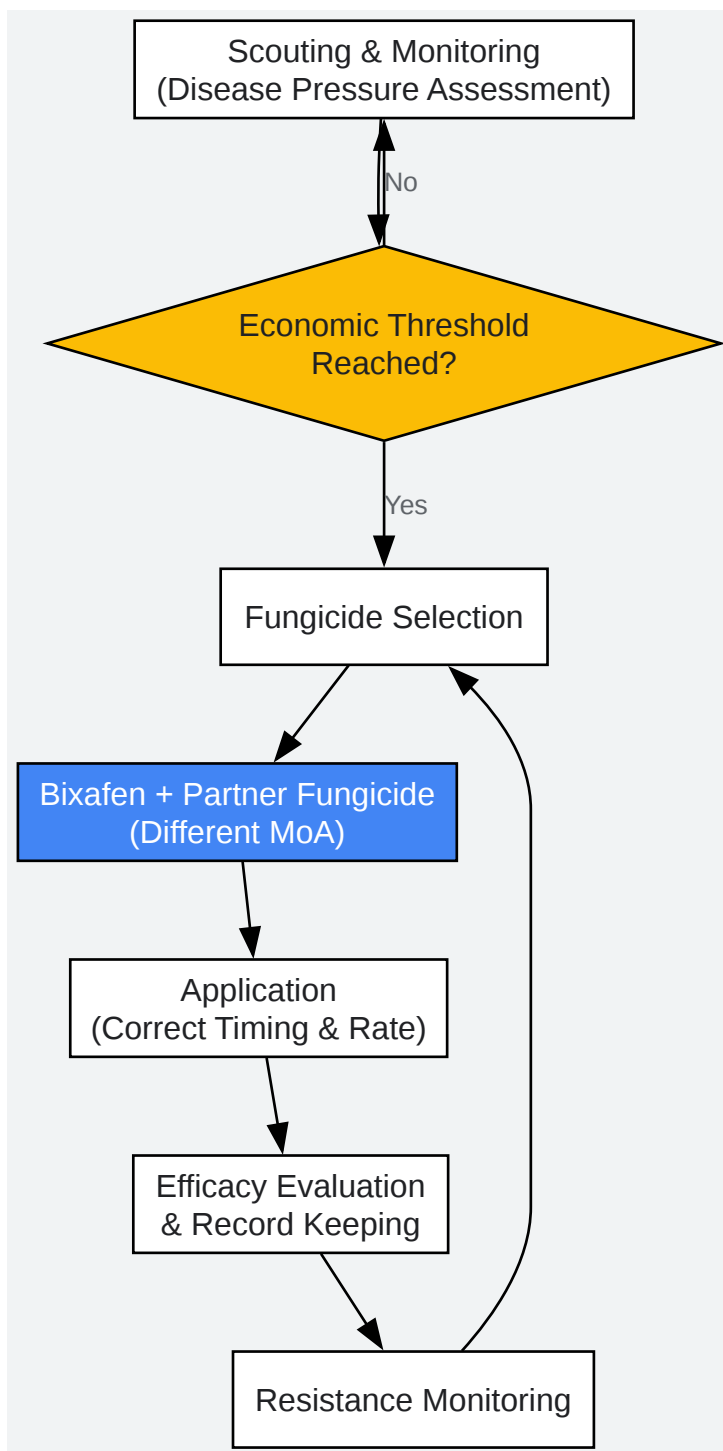 Scouting & Monitoring
(Disease Pressure Assessment)
No
Economic Threshold
Reached?
Yes
Fungicide Selection
Bixafen + Partner Fungicide
(Different MoA)
Application
(Correct Timing & Rate)
Efficacy Evaluation
& Record Keeping
Resistance Monitoring